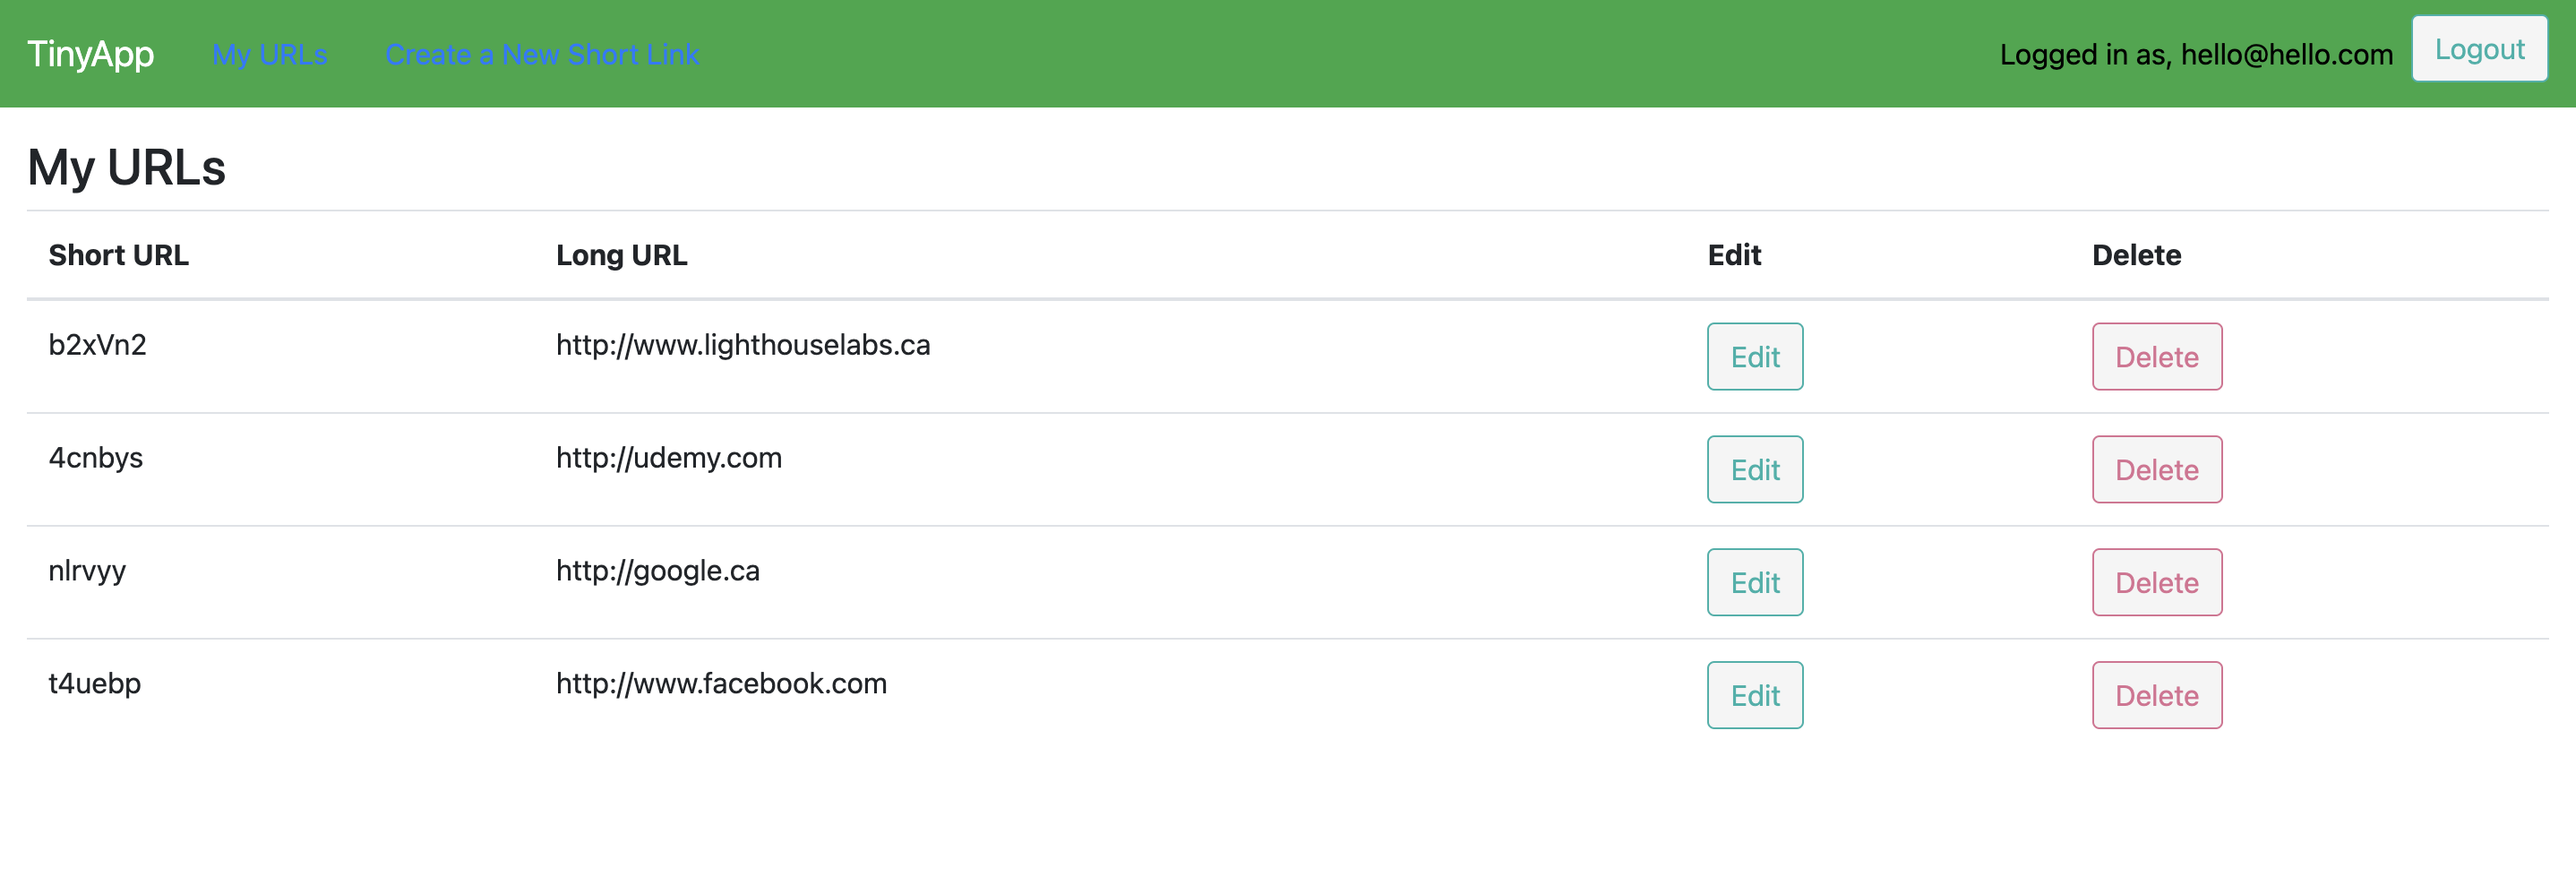 TinyApp My URLs Create a New Short Link Logged in as, hello@hello.com Logout
My URLs
Short URL Long URL Edit Delete
b2xVn2 http://www.lighthouselabs.ca Edit Delete
4cnbys http://udemy.com Edit Delete
nlrvyy http://google.ca Edit Delete
t4uebp http://www.facebook.com Edit Delete